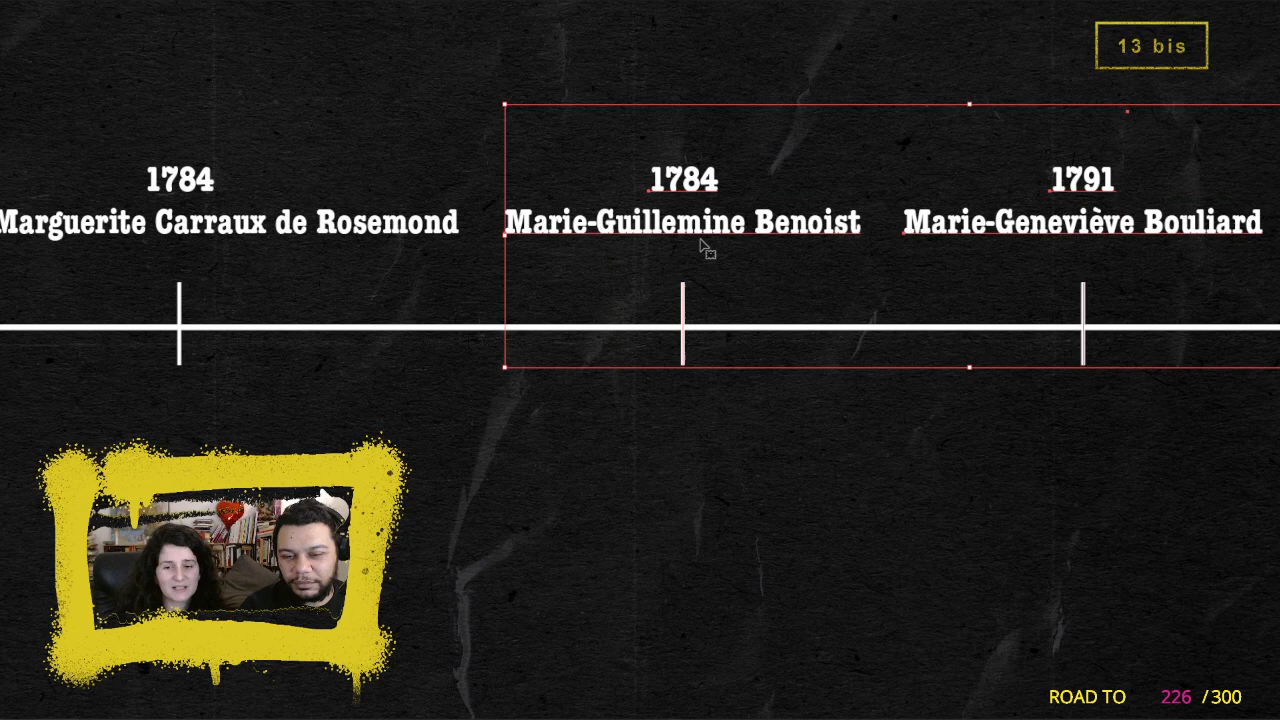 13 bis
1784
Marguerite Carraux de Rosemond
1784
Marie-Guillemine Benoist
1791
Marie-Geneviève Bouliard
ROAD TO 226 / 300